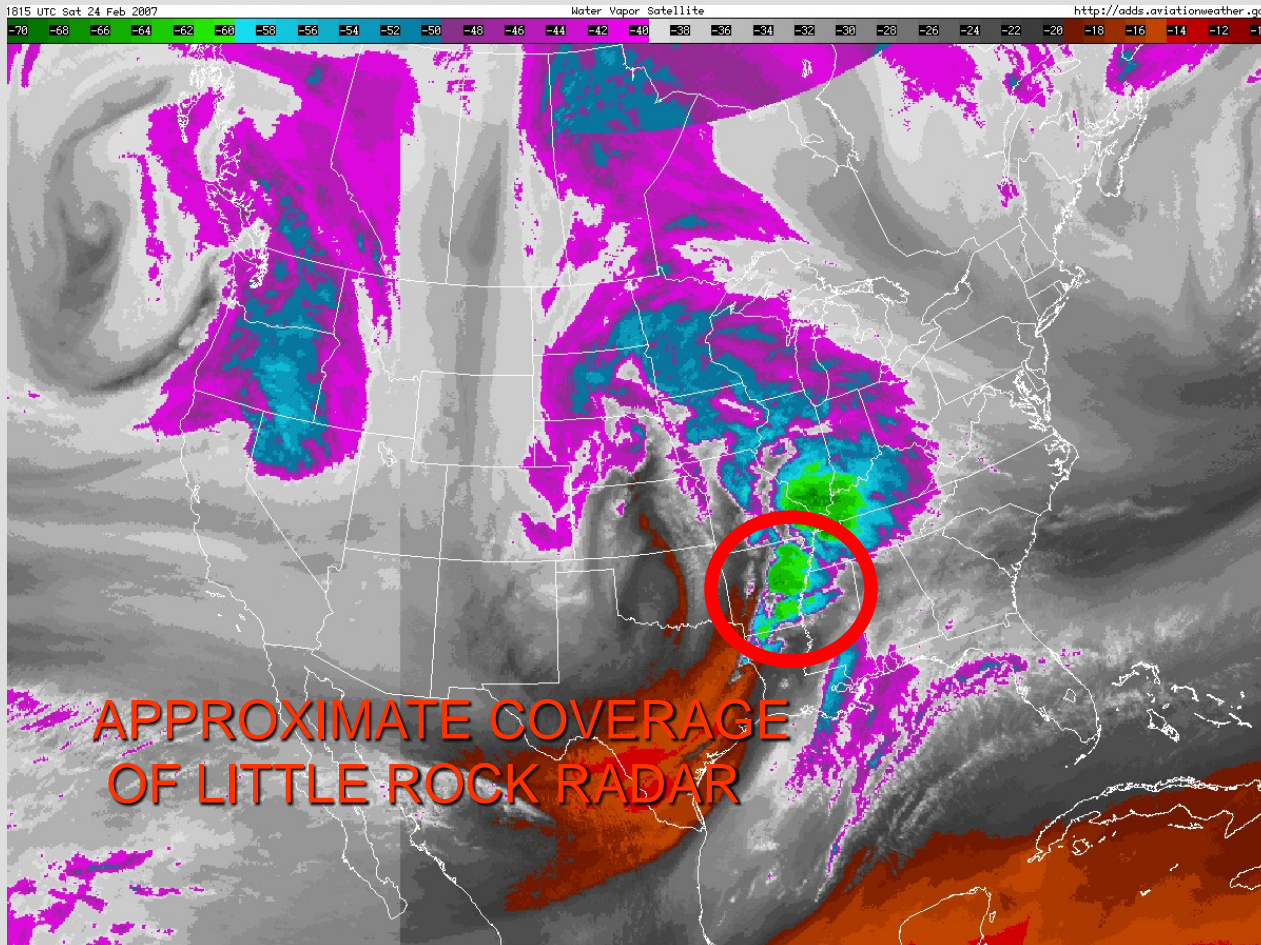 1815 UTC Sat 24 Feb 2007 Water Vapor Satellite http://adds.aviationweather.go
-70 -68 -66 -64 -62 -60 -58 -56 -54 -52 -50 -48 -46 -44 -42 -40 -38 -36 -34 -32 -30 -28 -26 -24 -22 -20 -18 -16 -14 -12
APPROXIMATE COVERAGE
OF LITTLE ROCK RADAR